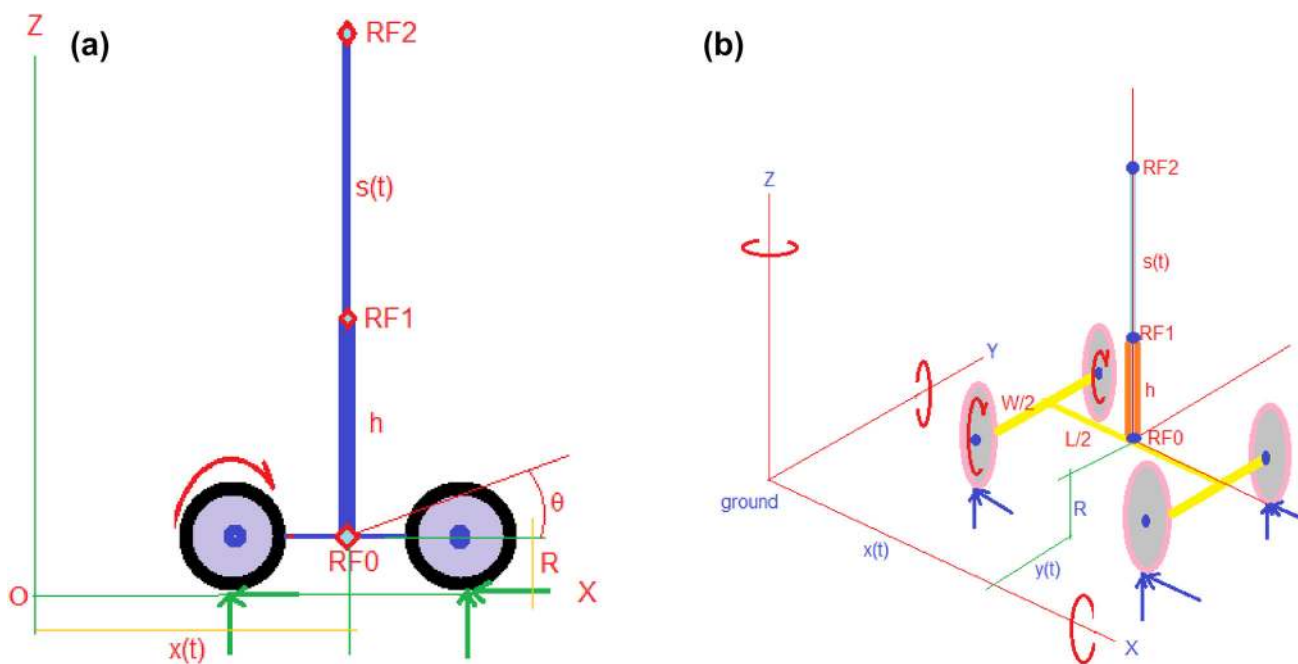 (a)
Z
RF2
s(t)
RF1
h
θ
RF0
R
O
X
x(t)
(b)
RF2
Z
s(t)
RF1
Y
h
W/2
L/2
RF0
ground
R
x(t)
y(t)
X